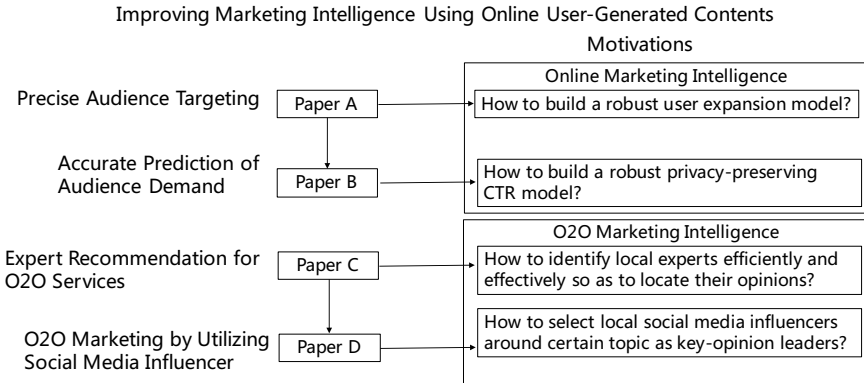 Improving Marketing Intelligence Using Online User-Generated Contents
Motivations
Online Marketing Intelligence
Precise Audience Targeting
Paper A
How to build a robust user expansion model?
Accurate Prediction of
Audience Demand
Paper B
How to build a robust privacy-preserving
CTR model?
O2O Marketing Intelligence
Expert Recommendation for
O2O Services
Paper C
How to identify local experts efficiently and
effectively so as to locate their opinions?
O2O Marketing by Utilizing
Social Media Influencer
Paper D
How to select local social media influencers
around certain topic as key-opinion leaders?